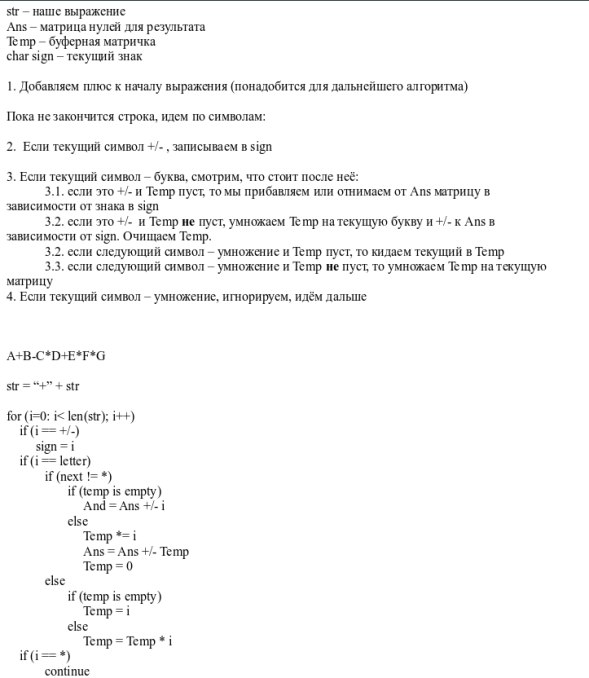 str – наше выражение
Ans – матрица нулей для результата
Temp – буферная матричка
char sign – текущий знак
1. Добавляем плюс к началу выражения (понадобится для дальнейшего алгоритма)
Пока не закончится строка, идем по символам:
2. Если текущий символ +/- , записываем в sign
3. Если текущий символ – буква, смотрим, что стоит после неё:
3.1. если это +/- и Temp пуст, то мы прибавляем или отнимаем от Ans матрицу в
зависимости от знака в sign
3.2. если это +/- и Temp не пуст, умножаем Temp на текущую букву и +/- к Ans в
зависимости от sign. Очищаем Temp.
3.2. если следующий символ – умножение и Temp пуст, то кидаем текущий в Temp
3.3. если следующий символ – умножение и Temp не пуст, то умножаем Temp на текущую
матрицу
4. Если текущий символ – умножение, игнорируем, идём дальше
A+B-C*D+E*F*G
str = “+” + str
for (i=0: i< len(str); i++)
if (i == +/-)
sign = i
if (i == letter)
if (next != *)
if (temp is empty)
And = Ans +/- i
else
Temp *= i
Ans = Ans +/- Temp
Temp = 0
else
if (temp is empty)
Temp = i
else
Temp = Temp * i
if (i == *)
continue